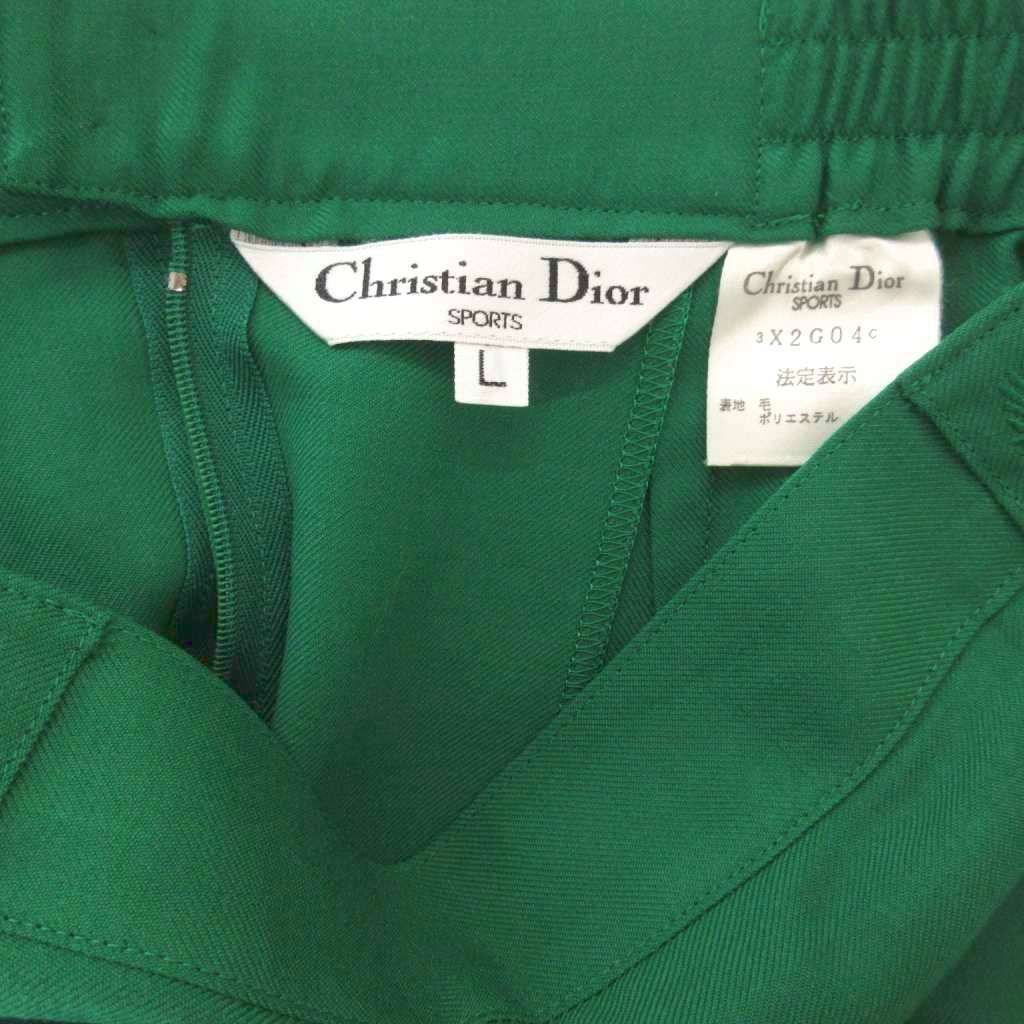 Christian Dior
SPORTS
L
Christian Dior
SPORTS
3X2G04C
法定表示
表地 毛
ポリエステル